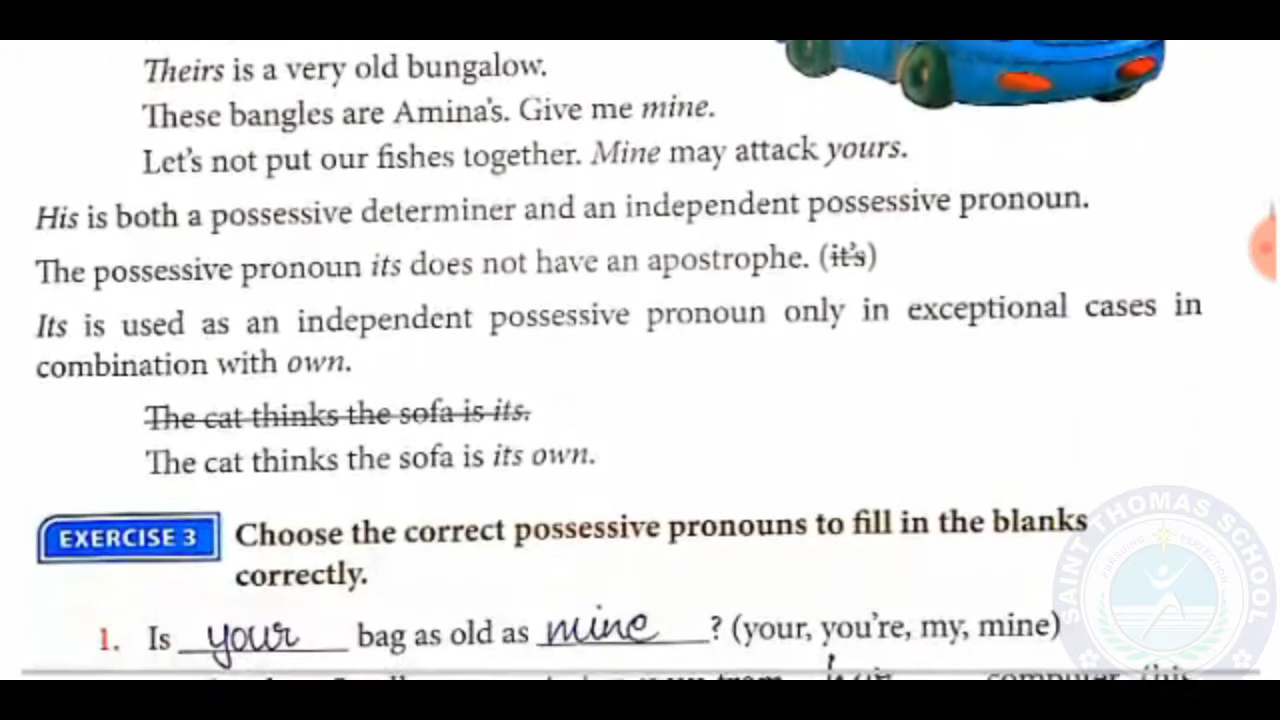 Theirs is a very old bungalow.
These bangles are Amina's. Give me mine.
Let's not put our fishes together. Mine may attack yours.
His is both a possessive determiner and an independent possessive pronoun.
The possessive pronoun its does not have an apostrophe. (it's)
Its is used as an independent possessive pronoun only in exceptional cases in
combination with own.
The cat thinks the sofa is its.
The cat thinks the sofa is its own.
EXERCISE 3 Choose the correct possessive pronouns to fill in the blanks
correctly.
1. Is your bag as old as mine ? (your, you're, my, mine)
SAINT THOMAS SCHOOL